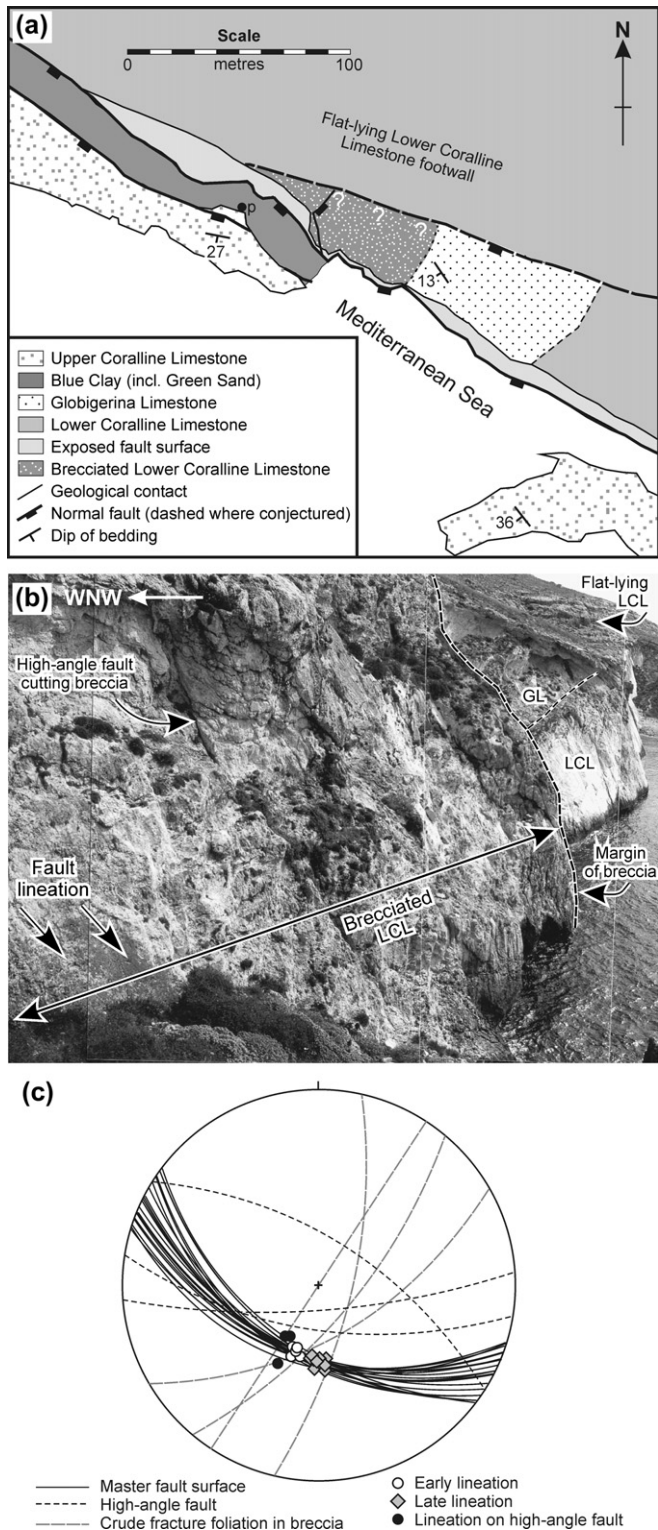 (a)
Scale
0 metres 100
N
Flat-lying Lower Coralline
Limestone footwall
p
? ? ?
27
13
Mediterranean Sea
36
Upper Coralline Limestone
Blue Clay (incl. Green Sand)
Globigerina Limestone
Lower Coralline Limestone
Exposed fault surface
Brecciated Lower Coralline Limestone
Geological contact
Normal fault (dashed where conjectured)
Dip of bedding
(b)
WNW
Flat-lying
LCL
High-angle fault
cutting breccia
GL
LCL
Fault
lineation
Brecciated
LCL
Margin
of breccia
(c)
Master fault surface
High-angle fault
Crude fracture foliation in breccia
Early lineation
Late lineation
Lineation on high-angle fault